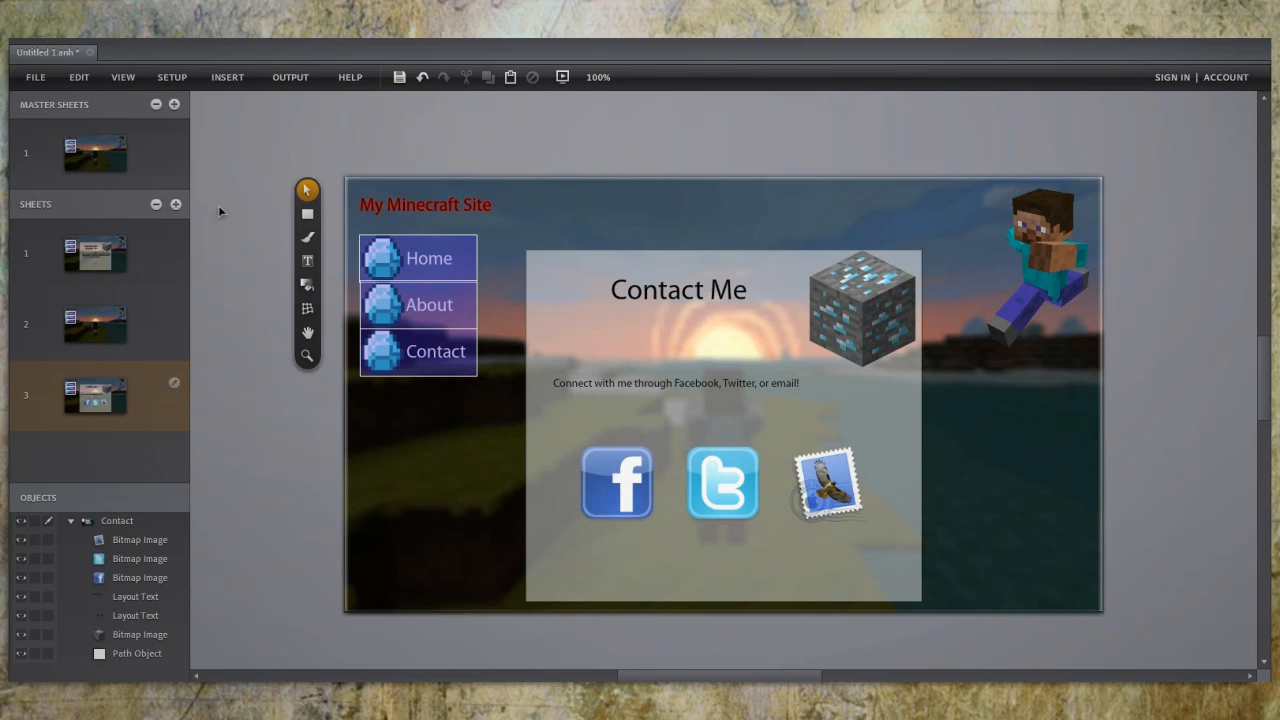 Untitled 1.anh *
FILE EDIT VIEW SETUP INSERT OUTPUT HELP 100% SIGN IN | ACCOUNT
MASTER SHEETS
1
SHEETS
1
2
3
OBJECTS
Contact
Bitmap Image
Bitmap Image
Bitmap Image
Layout Text
Layout Text
Bitmap Image
Path Object
My Minecraft Site
Home
About
Contact
Contact Me
Connect with me through Facebook, Twitter, or email!